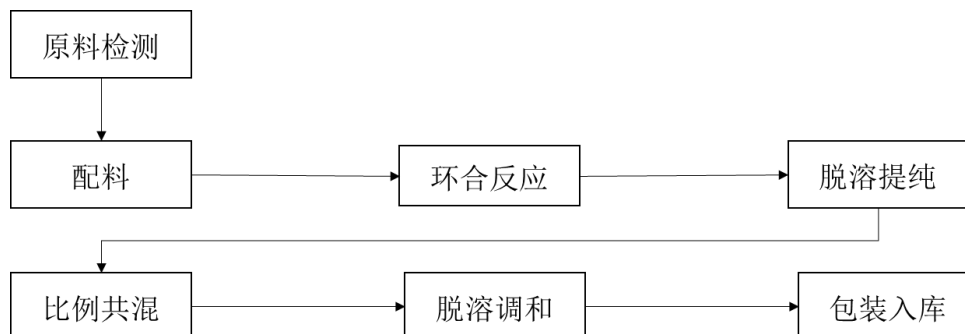 原料检测
配料
环合反应
脱溶提纯
比例共混
脱溶调和
包装入库